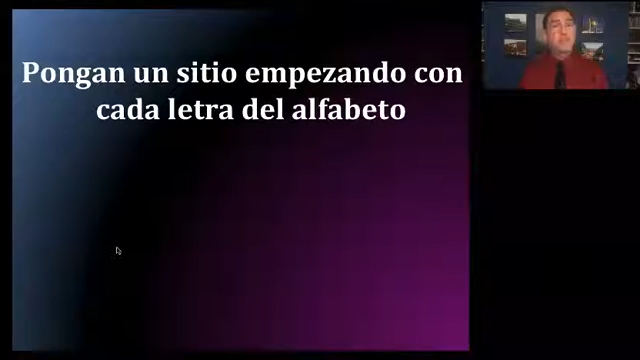 Pongan un sitio empezando con
cada letra del alfabeto